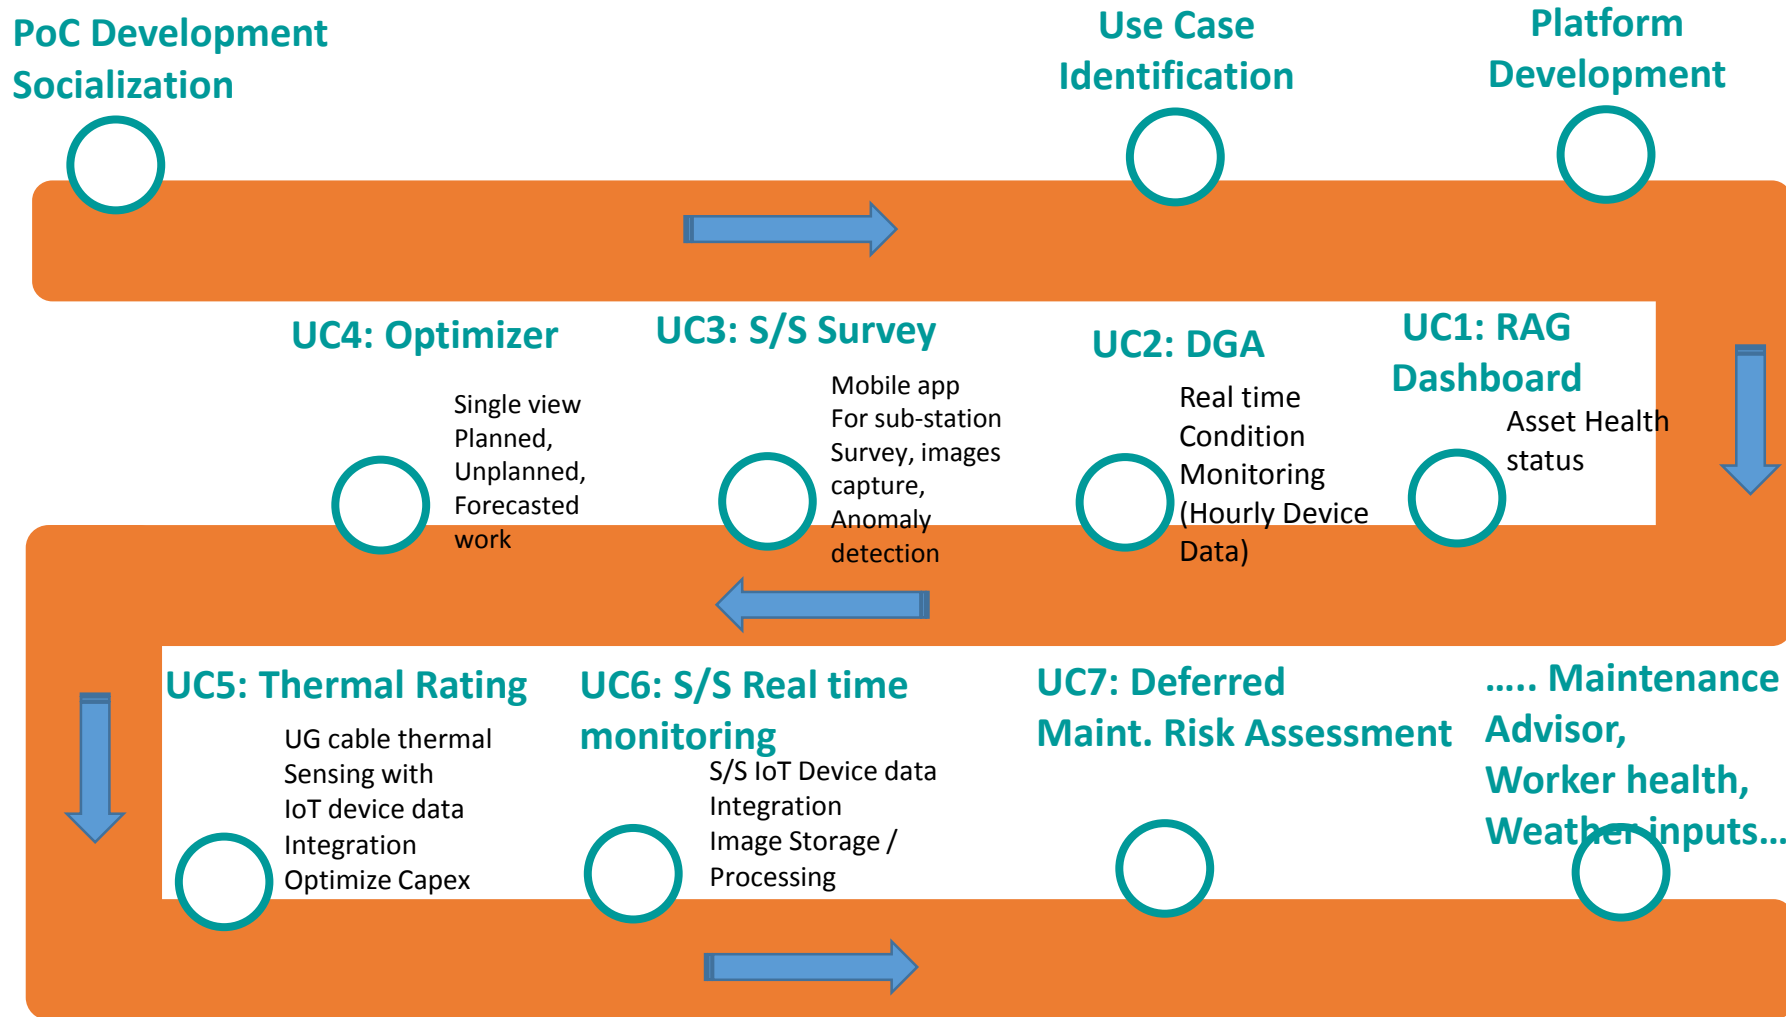 PoC Development
Socialization
Use Case
Identification
Platform
Development
UC4: Optimizer
Single view
Planned,
Unplanned,
Forecasted
work
UC3: S/S Survey
Mobile app
For sub-station
Survey, images
capture,
Anomaly
detection
UC2: DGA
Real time
Condition
Monitoring
(Hourly Device
Data)
UC1: RAG
Dashboard
Asset Health
status
UC5: Thermal Rating
UG cable thermal
Sensing with
IoT device data
Integration
Optimize Capex
UC6: S/S Real time
monitoring
S/S IoT Device data
Integration
Image Storage /
Processing
UC7: Deferred
Maint. Risk Assessment
….. Maintenance
Advisor,
Worker health,
Weather inputs…